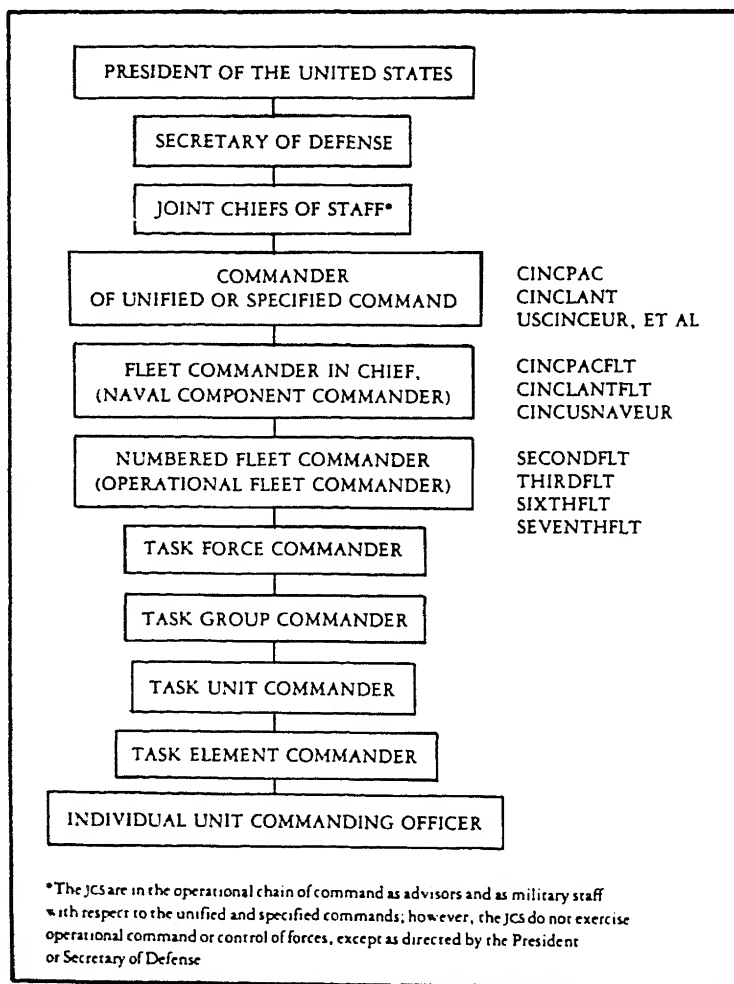 PRESIDENT OF THE UNITED STATES
SECRETARY OF DEFENSE
JOINT CHIEFS OF STAFF*
COMMANDER
OF UNIFIED OR SPECIFIED COMMAND
CINCPAC
CINCLANT
USCINCEUR, ET AL
FLEET COMMANDER IN CHIEF,
(NAVAL COMPONENT COMMANDER)
CINCPACFLT
CINCLANTFLT
CINCUSNAVEUR
NUMBERED FLEET COMMANDER
(OPERATIONAL FLEET COMMANDER)
SECONDFLT
THIRDFLT
SIXTHFLT
SEVENTHFLT
TASK FORCE COMMANDER
TASK GROUP COMMANDER
TASK UNIT COMMANDER
TASK ELEMENT COMMANDER
INDIVIDUAL UNIT COMMANDING OFFICER
*The JCS are in the operational chain of command as advisors and as military staff
with respect to the unified and specified commands; however, the JCS do not exercise
operational command or control of forces, except as directed by the President
or Secretary of Defense